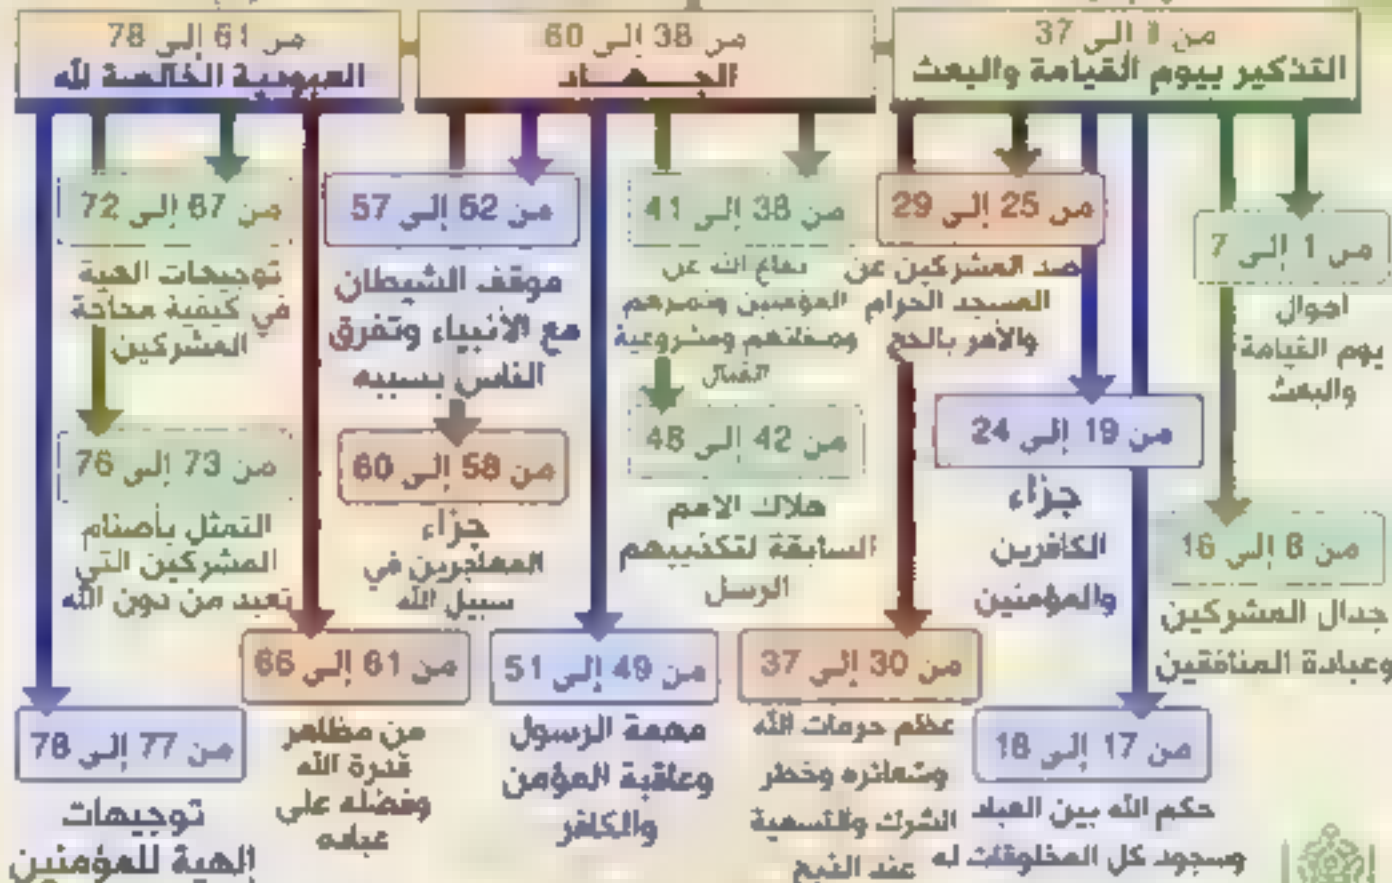 من 1 إلى 37
التذكير بيوم القيامة والبعث
من 1 إلى 7
اهوال
يوم القيامة
والبعث
من 8 إلى 16
جدال المشركين
وعبادة المنافقين
من 17 إلى 18
حكم الله بين العباد
وسجود كل المخلوقات له
من 19 إلى 24
جزاء
الكافرين
والمؤمنين
من 25 إلى 29
صد المشركين عن
المسجد الحرام
والأمر بالحج
من 30 إلى 37
عظم حرمات الله
وشعائره وخطر
الشرك والتسمية
عند الذبح
من 38 إلى 60
الجهاد
من 38 إلى 41
دفاع الله عن
المؤمنين ونصرهم
وصفاتهم ومشروعية
القتال
من 42 إلى 48
هلاك الامم
السابقة لتكذيبهم
الرسل
من 49 إلى 51
مهمة الرسول
وعاقبة المؤمن
والكافر
من 52 إلى 57
موقف الشيطان
مع الأنبياء وتفرق
الناس بسببه
من 58 إلى 60
جزاء
المهاجرين في
سبيل الله
من 61 إلى 78
العبودية الخالصة لله
من 61 إلى 66
من مظاهر
قدرة الله
وفضله على
عباده
من 67 إلى 72
توجيهات الهية
في كيفية محاجة
المشركين
من 73 إلى 76
التمثل بأصنام
المشركين التي
تعبد من دون الله
من 77 إلى 78
توجيهات
إلهية للمؤمنين